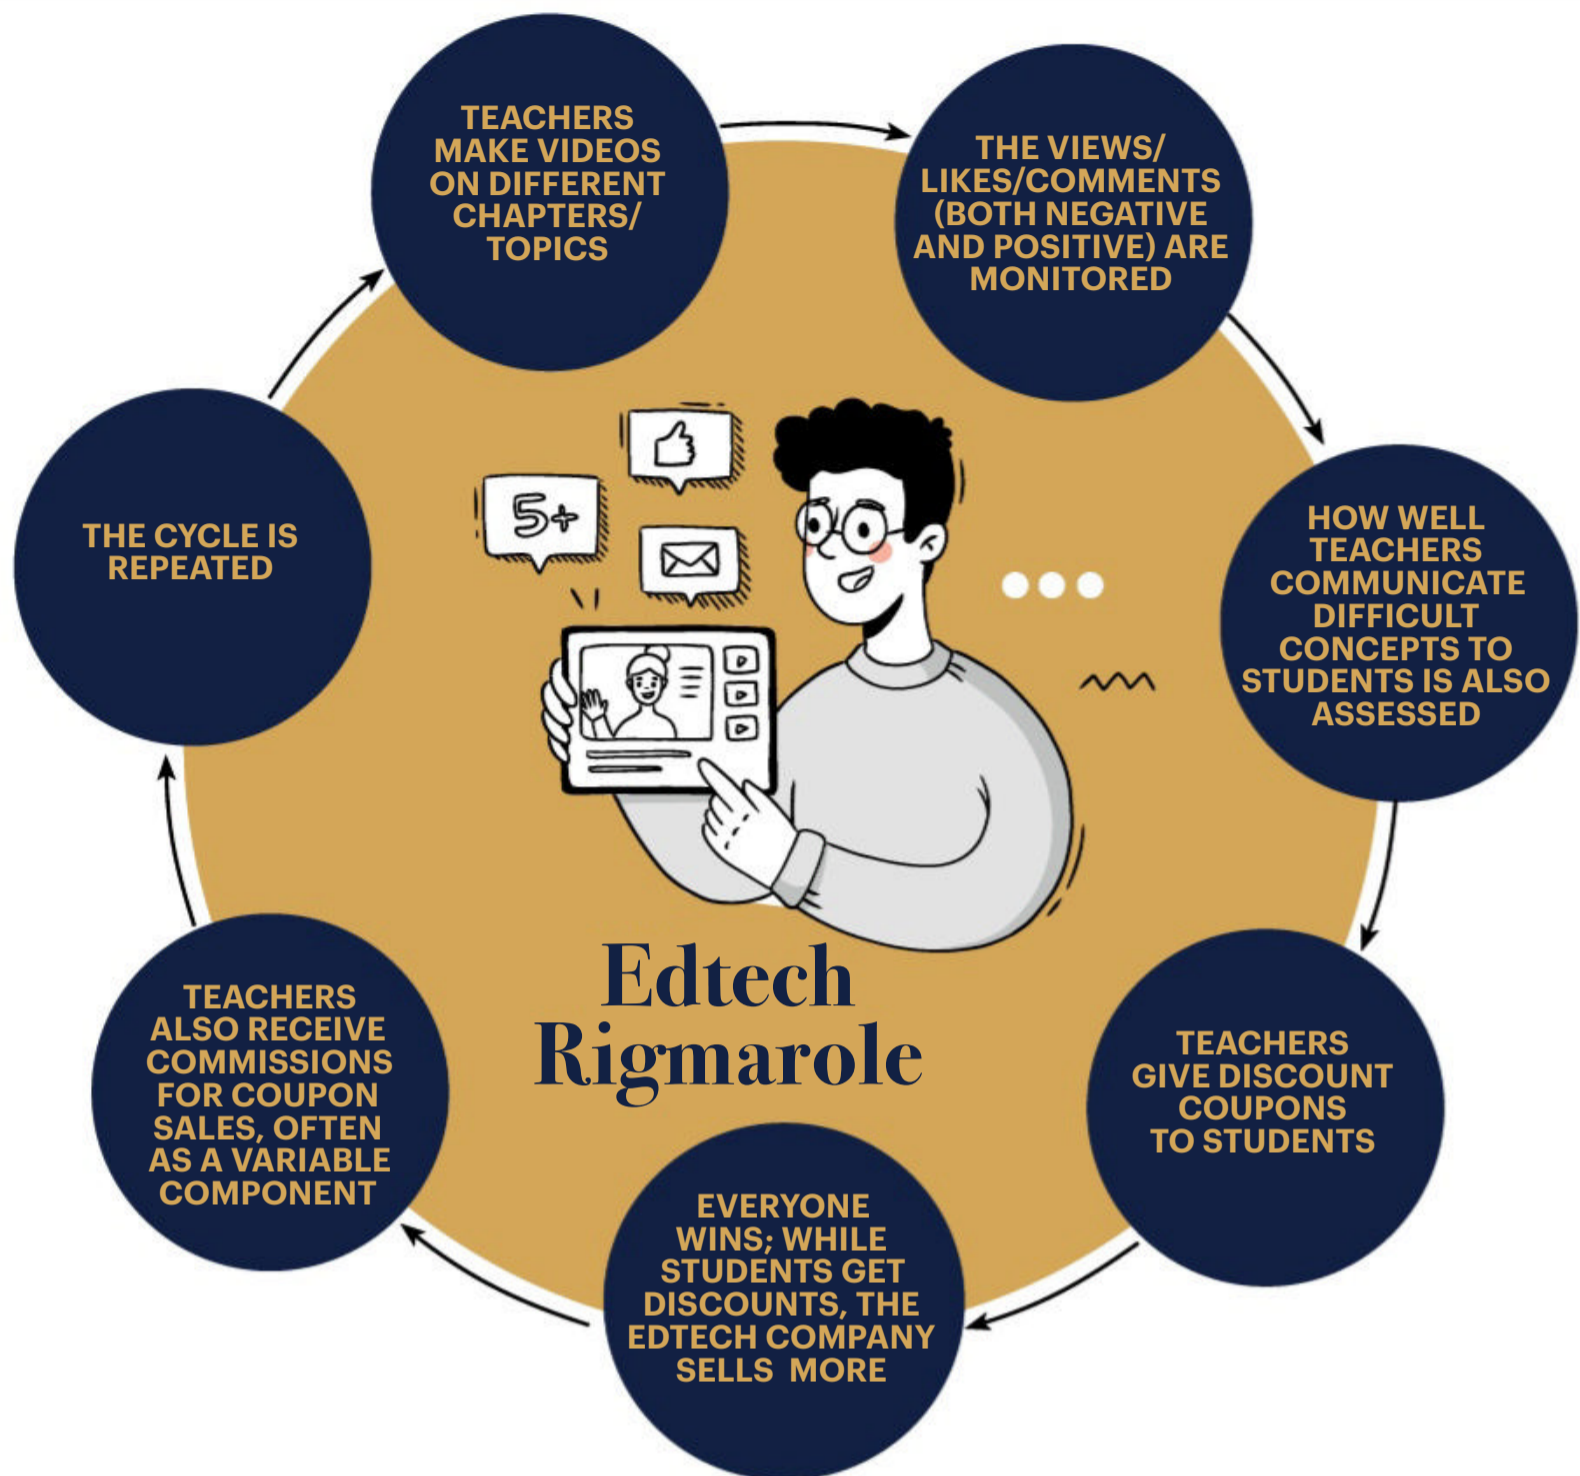 TEACHERS
MAKE VIDEOS
ON DIFFERENT
CHAPTERS/
TOPICS
THE VIEWS/
LIKES/COMMENTS
(BOTH NEGATIVE
AND POSITIVE) ARE
MONITORED
HOW WELL
TEACHERS
COMMUNICATE
DIFFICULT
CONCEPTS TO
STUDENTS IS ALSO
ASSESSED
TEACHERS
GIVE DISCOUNT
COUPONS
TO STUDENTS
EVERYONE
WINS; WHILE
STUDENTS GET
DISCOUNTS, THE
EDTECH COMPANY
SELLS MORE
TEACHERS
ALSO RECEIVE
COMMISSIONS
FOR COUPON
SALES, OFTEN
AS A VARIABLE
COMPONENT
THE CYCLE IS
REPEATED
5+
Edtech
Rigmarole